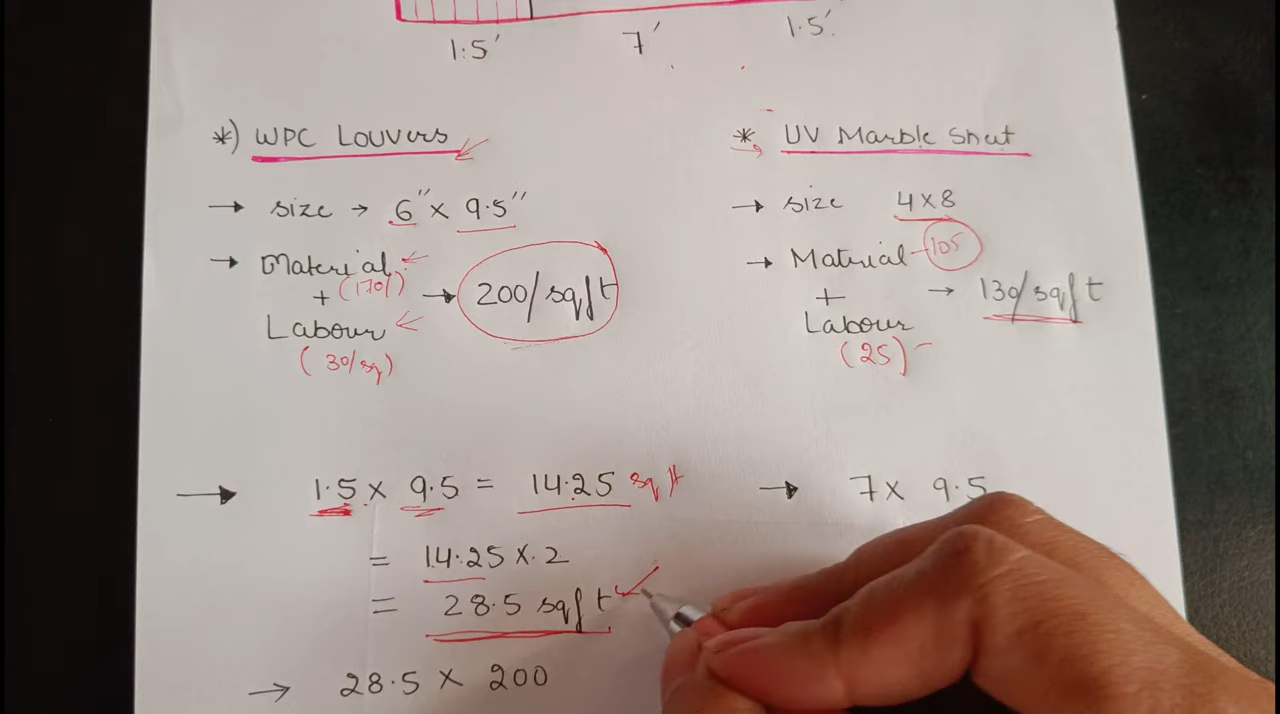 1.5' 7' 1.5'
*) WPC Louvers
→ size → 6" x 9.5"
→ Material (170/)
+
Labour (30/sq)
→ 200/sqft
* UV Marble Shut
→ size 4x8
→ Material - 105
+
Labour (25)
→ 130/sqft
→ 1.5 x 9.5 = 14.25 sqft
= 14.25 x 2
= 28.5 sqft
→ 28.5 x 200
→ 7 x 9.5